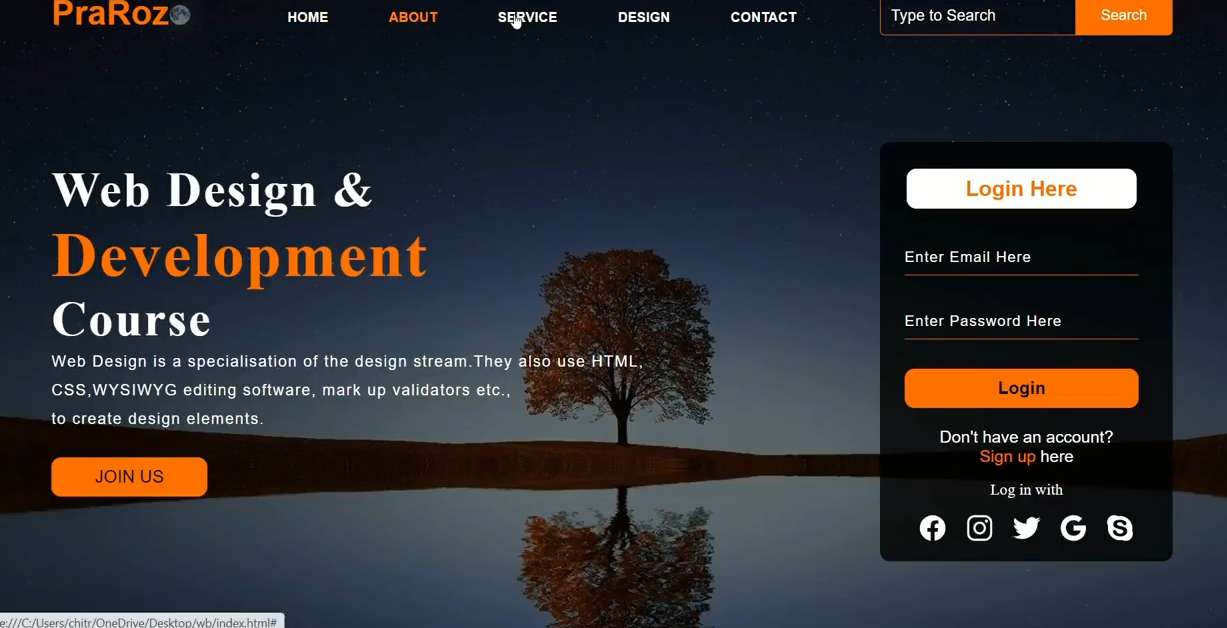 PraRoz
HOME
ABOUT
SERVICE
DESIGN
CONTACT
Type to Search
Search
Web Design &
Development
Course
Web Design is a specialisation of the design stream.They also use HTML,
CSS,WYSIWYG editing software, mark up validators etc.,
to create design elements.
JOIN US
Login Here
Enter Email Here
Enter Password Here
Login
Don't have an account?
Sign up here
Log in with
e:///C:/Users/chitr/OneDrive/Desktop/wb/index.html#